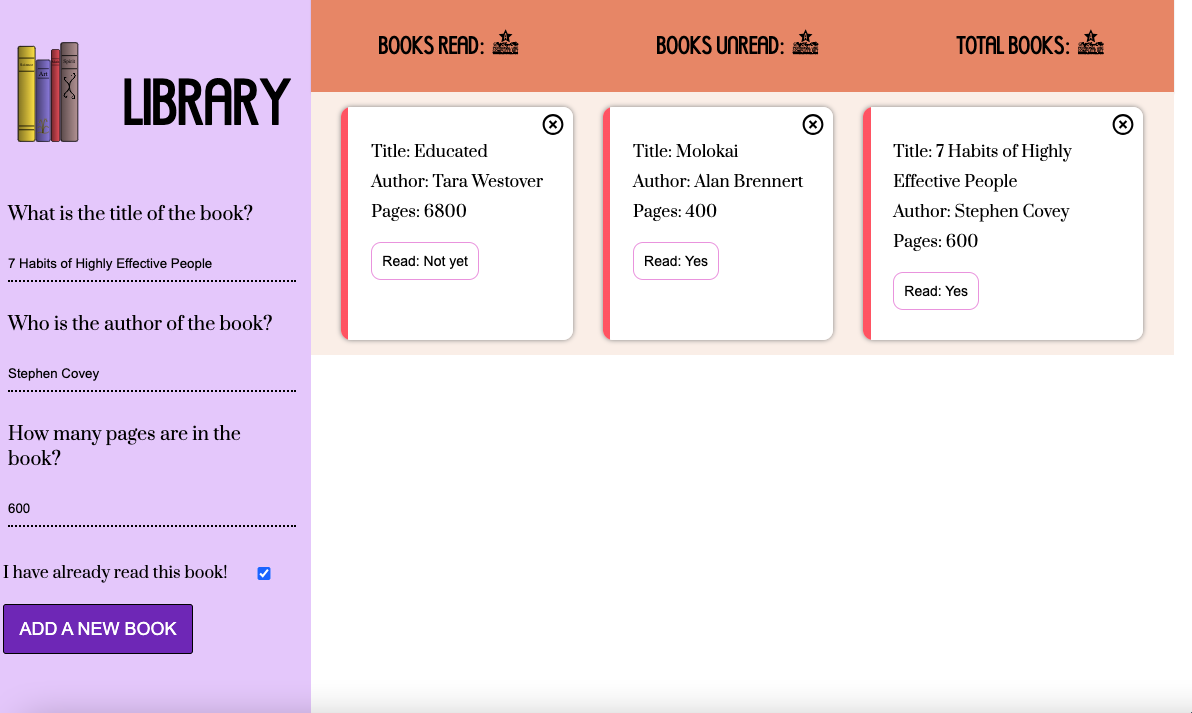 LIBRARY
What is the title of the book?
7 Habits of Highly Effective People
Who is the author of the book?
Stephen Covey
How many pages are in the
book?
600
I have already read this book!
ADD A NEW BOOK
BOOKS READ:
BOOKS UNREAD:
TOTAL BOOKS:
Title: Educated
Author: Tara Westover
Pages: 6800
Read: Not yet
Title: Molokai
Author: Alan Brennert
Pages: 400
Read: Yes
Title: 7 Habits of Highly
Effective People
Author: Stephen Covey
Pages: 600
Read: Yes